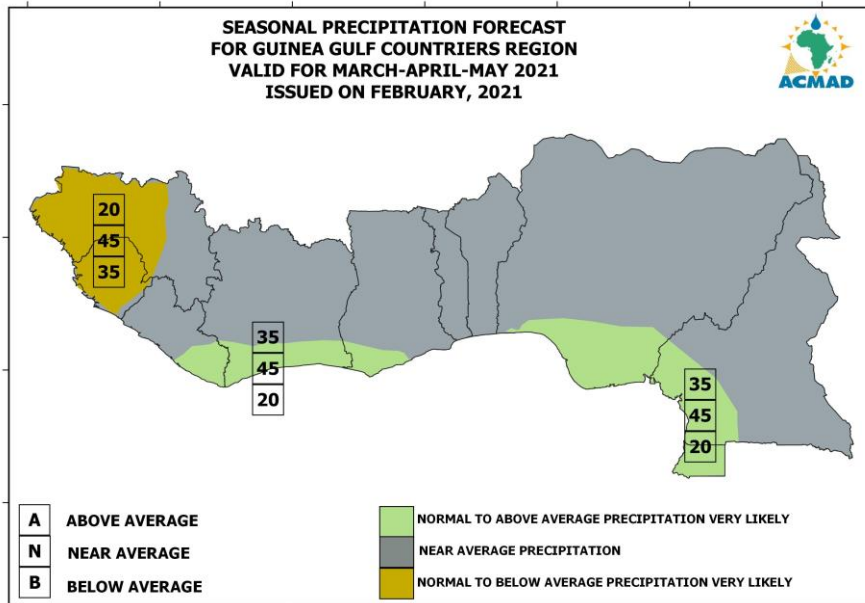 SEASONAL PRECIPITATION FORECAST
FOR GUINEA GULF COUNTRIERS REGION
VALID FOR MARCH-APRIL-MAY 2021
ISSUED ON FEBRUARY, 2021
ACMAD
20
45
35
35
45
20
35
45
20
A ABOVE AVERAGE
N NEAR AVERAGE
B BELOW AVERAGE
NORMAL TO ABOVE AVERAGE PRECIPITATION VERY LIKELY
NEAR AVERAGE PRECIPITATION
NORMAL TO BELOW AVERAGE PRECIPITATION VERY LIKELY